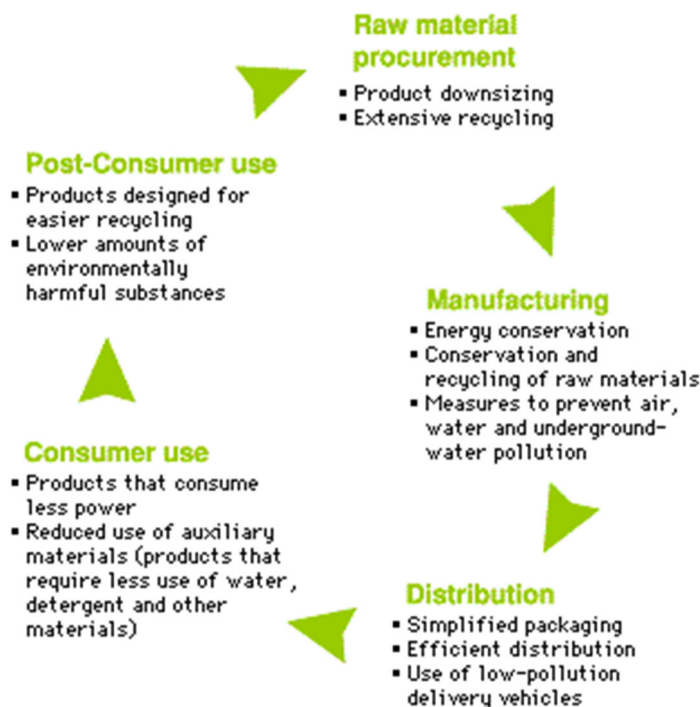 Raw material
procurement
▪ Product downsizing
▪ Extensive recycling
Manufacturing
▪ Energy conservation
▪ Conservation and
recycling of raw materials
▪ Measures to prevent air,
water and underground-
water pollution
Distribution
▪ Simplified packaging
▪ Efficient distribution
▪ Use of low-pollution
delivery vehicles
Consumer use
▪ Products that consume
less power
▪ Reduced use of auxiliary
materials (products that
require less use of water,
detergent and other
materials)
Post-Consumer use
▪ Products designed for
easier recycling
▪ Lower amounts of
environmentally
harmful substances